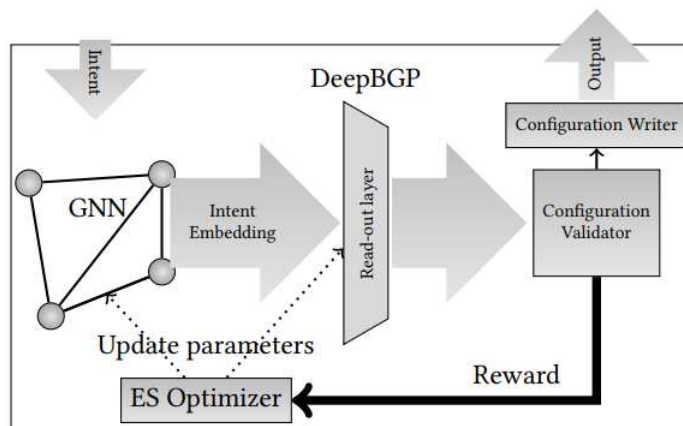 Intent
Output
DeepBGP
Configuration Writer
GNN
Intent
Embedding
Read-out layer
Configuration
Validator
Update parameters
Reward
ES Optimizer